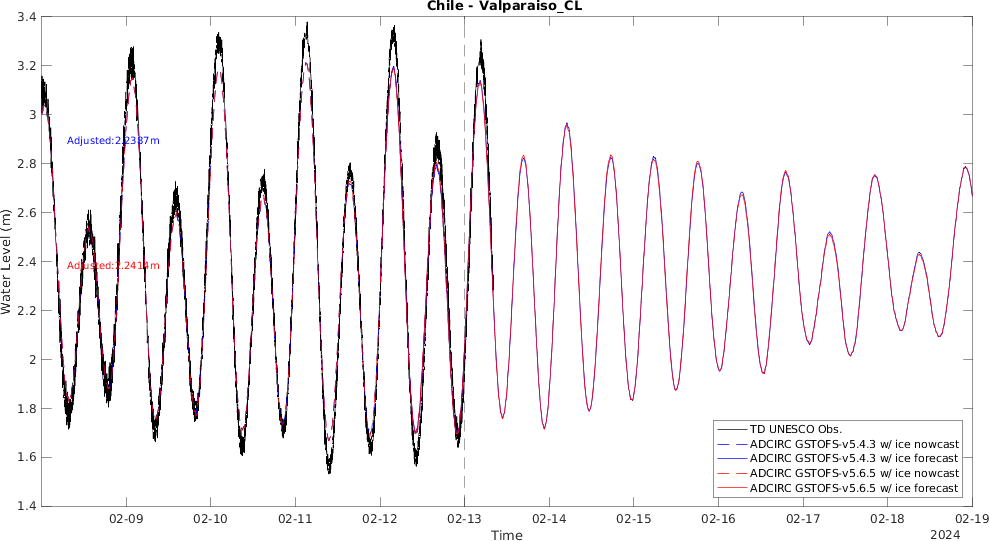 Chile - Valparaiso_CL
3.4
3.2
3
2.8
2.6
2.4
2.2
2
1.8
1.6
1.4
Water Level (m)
Adjusted:2.2387m
Adjusted:2.2414m
TD UNESCO Obs.
ADCIRC GSTOFS-v5.4.3 w/ ice nowcast
ADCIRC GSTOFS-v5.4.3 w/ ice forecast
ADCIRC GSTOFS-v5.6.5 w/ ice nowcast
ADCIRC GSTOFS-v5.6.5 w/ ice forecast
02-09 02-10 02-11 02-12 02-13 02-14 02-15 02-16 02-17 02-18 02-19
Time
2024